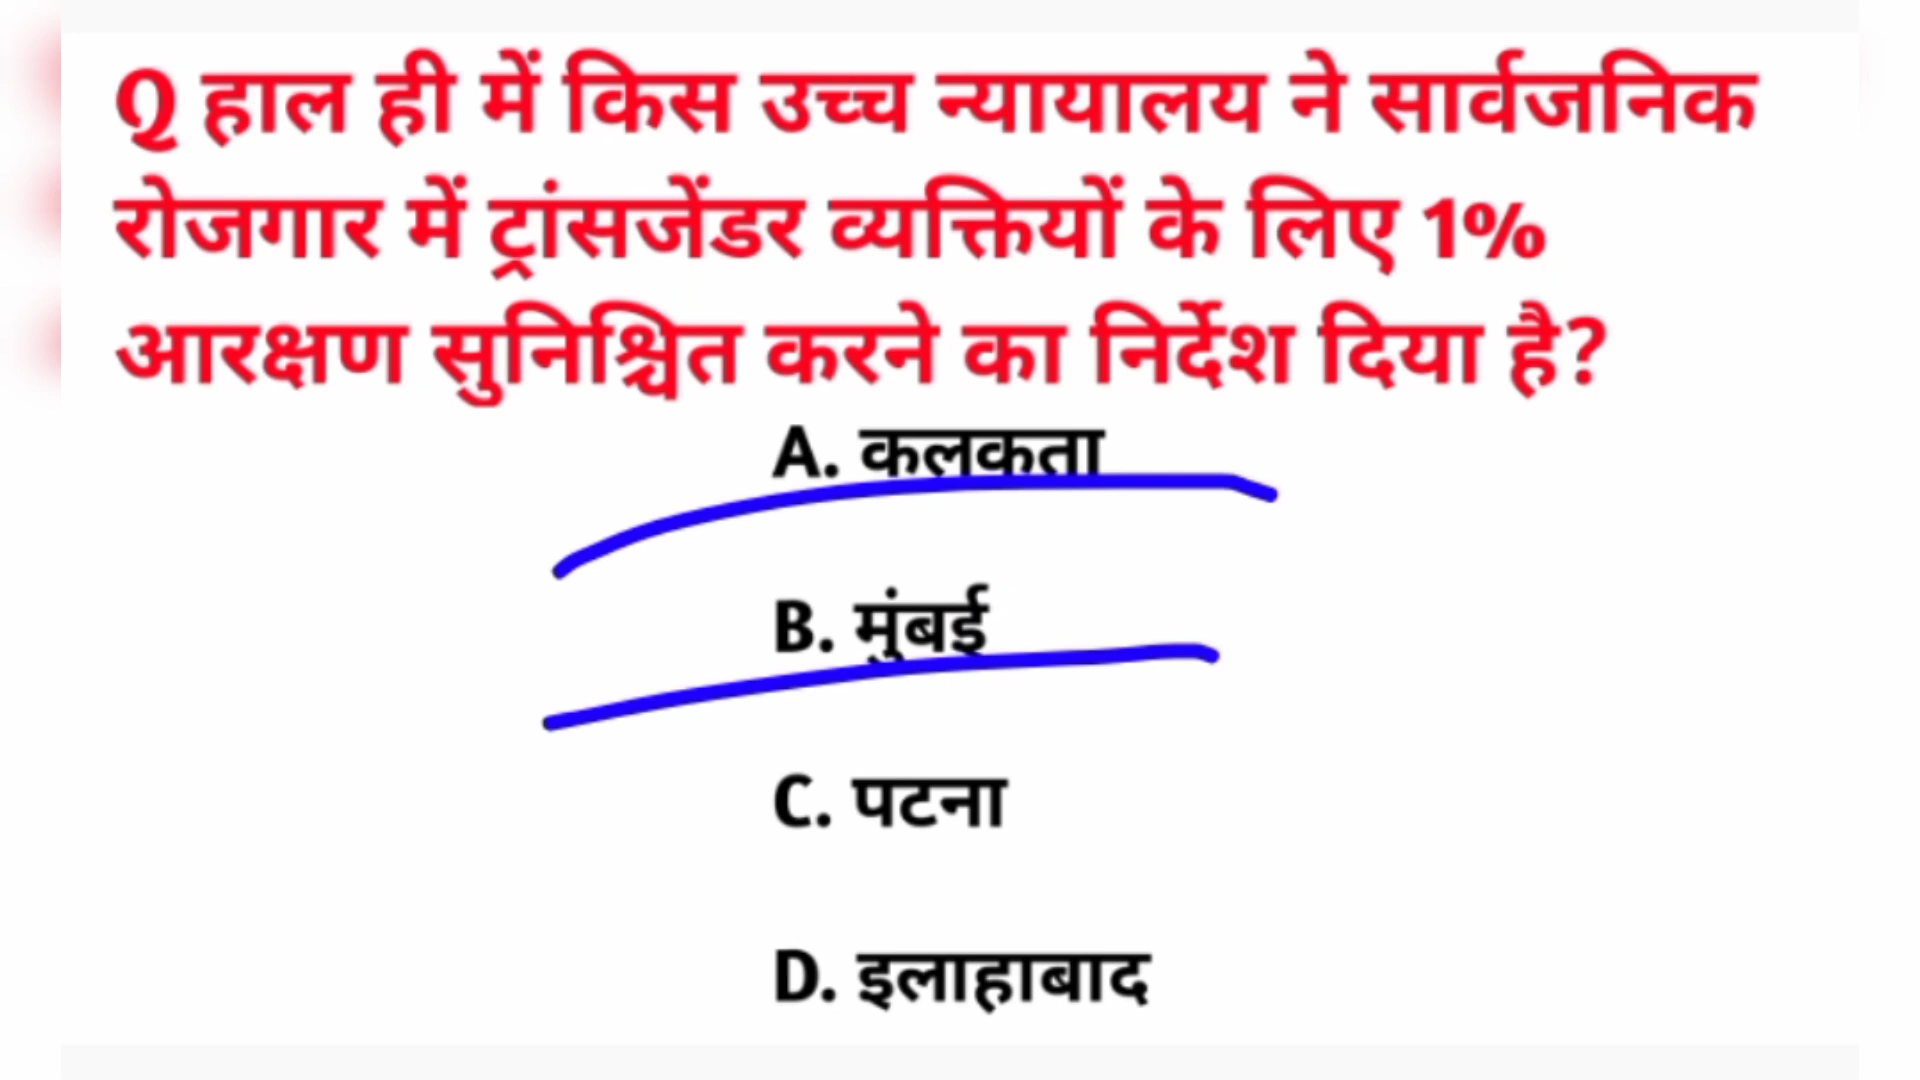 Q हाल ही में किस उच्च न्यायालय ने सार्वजनिक
रोजगार में ट्रांसजेंडर व्यक्तियों के लिए 1%
आरक्षण सुनिश्चित करने का निर्देश दिया है?
A. कलकता
B. मुंबई
C. पटना
D. इलाहाबाद